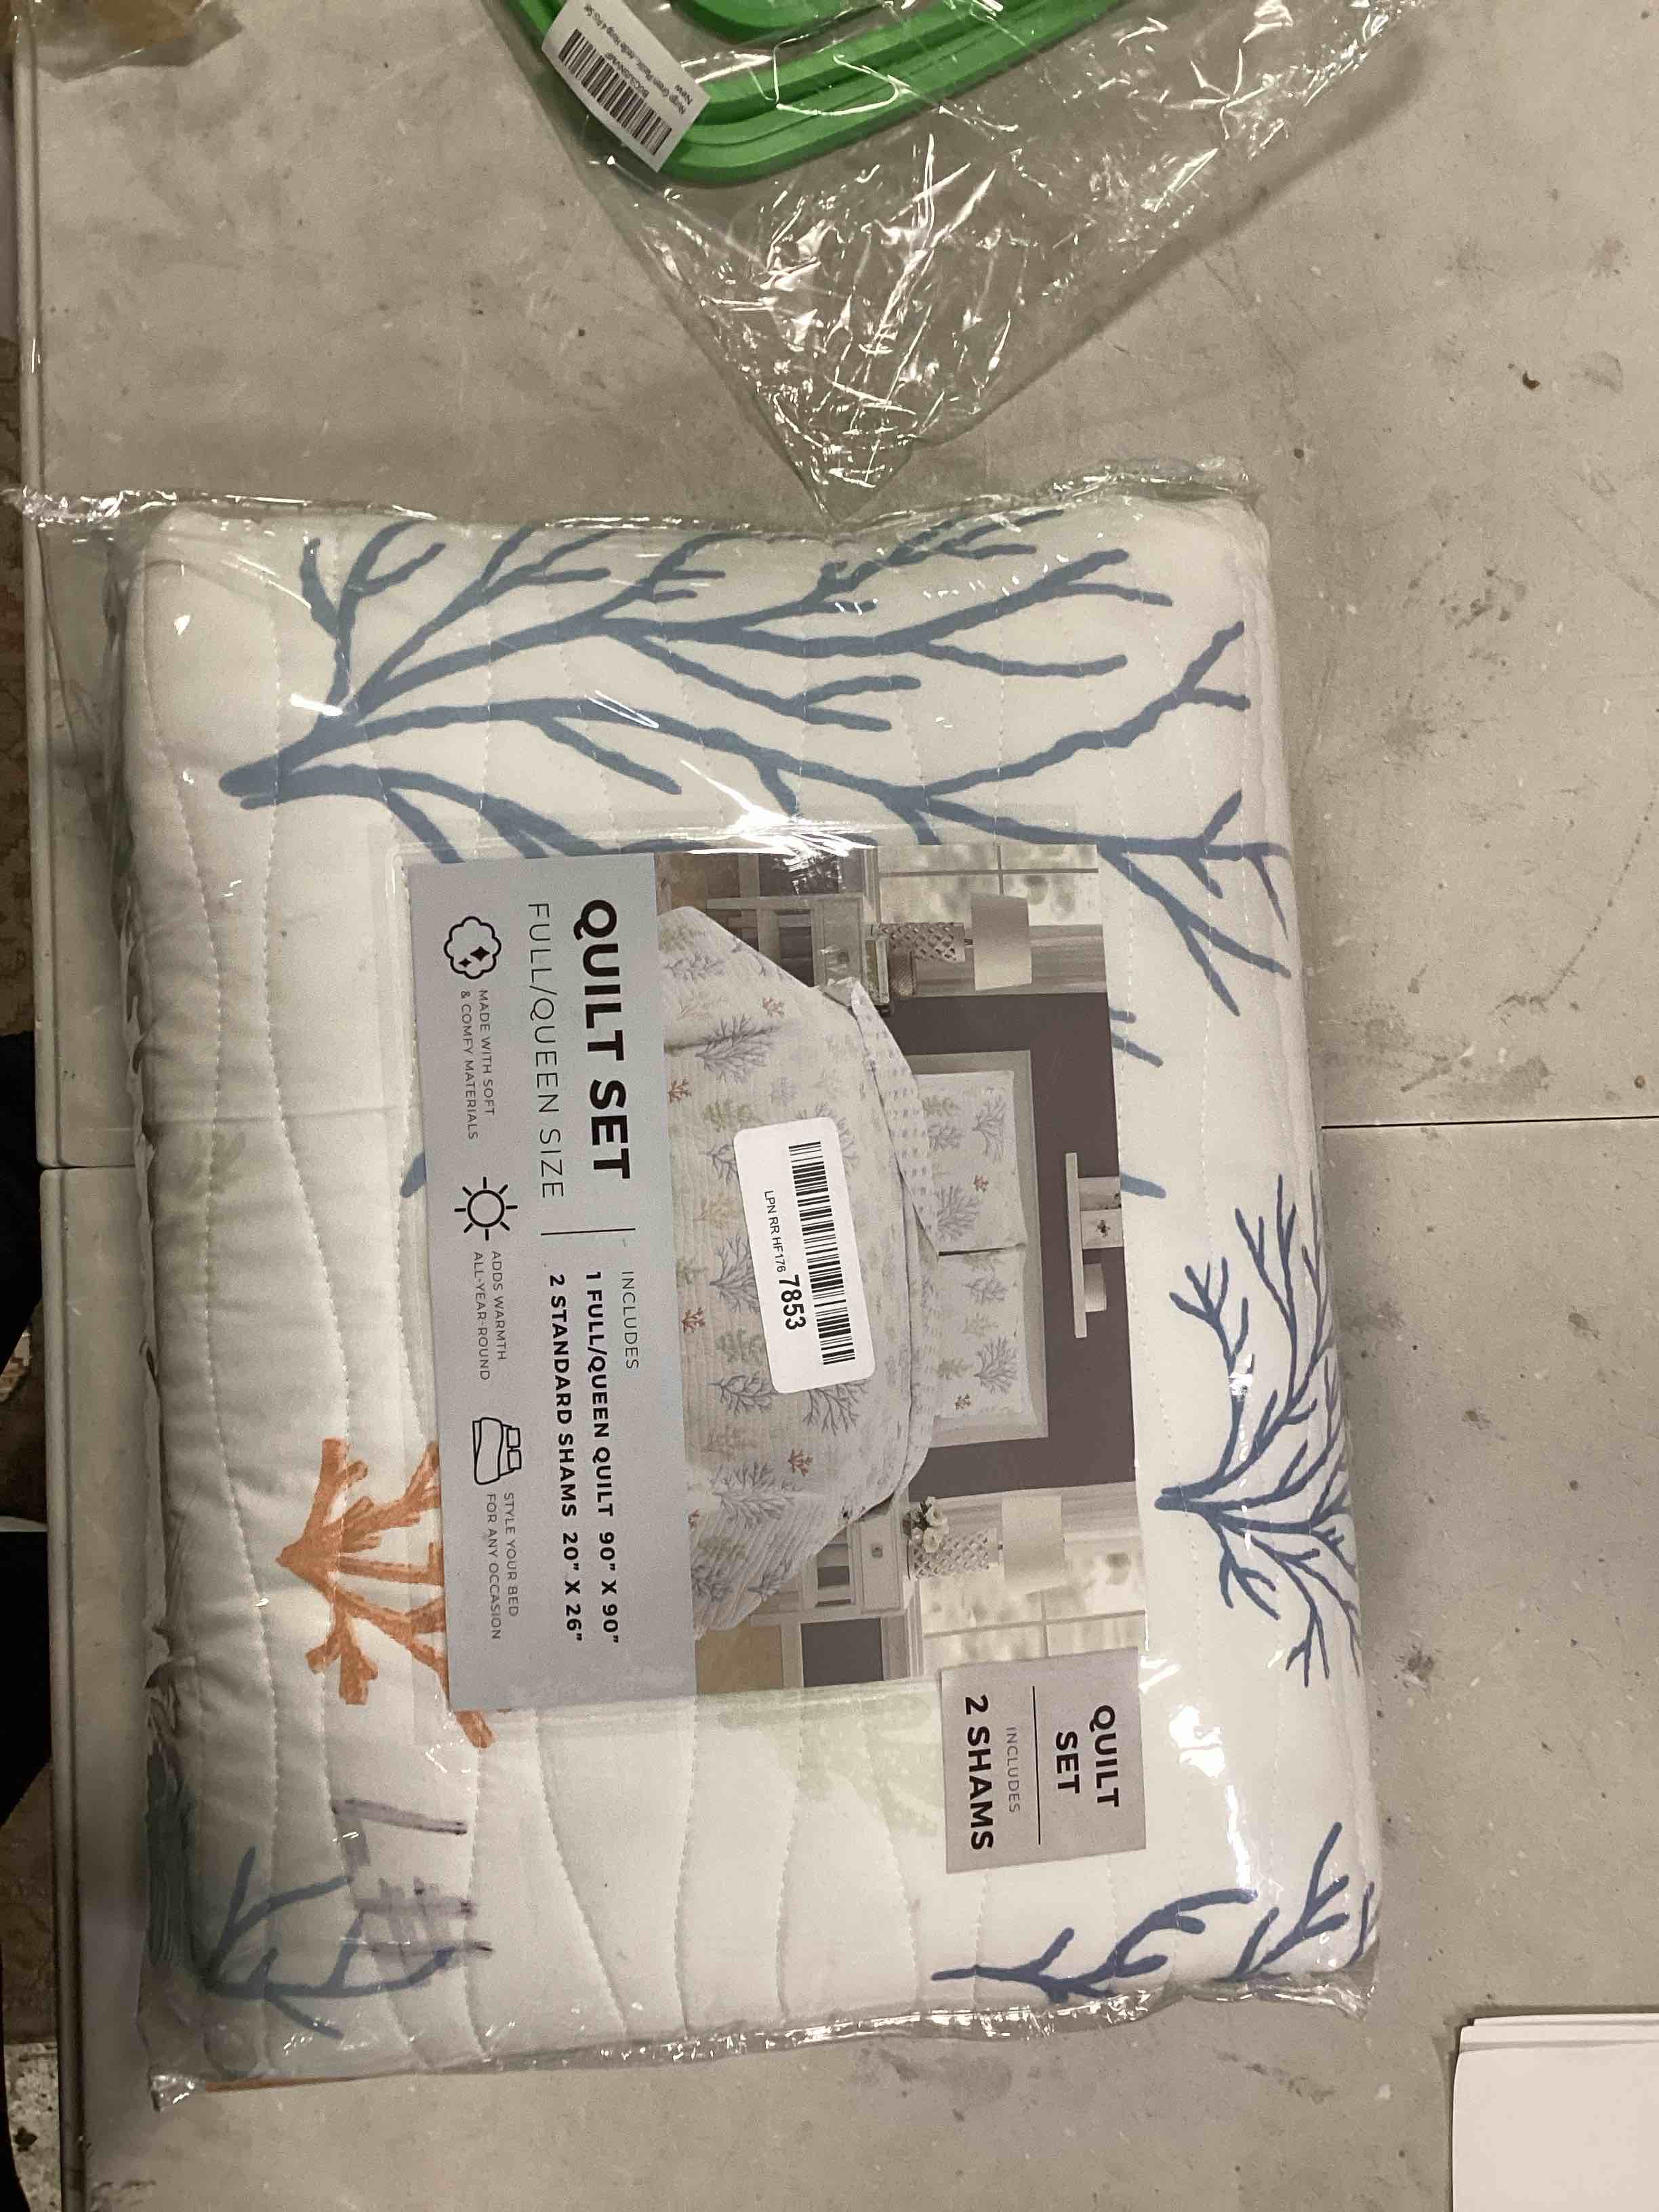 New
QUILT SET
FULL/QUEEN SIZE
INCLUDES
1 FULL/QUEEN QUILT 90" X 90"
2 STANDARD SHAMS 20" X 26"
MADE WITH SOFT
& COMFY MATERIALS
ADDS WARMTH
ALL-YEAR-ROUND
STYLE YOUR BED
FOR ANY OCCASION
LPN RR HF176 7853
QUILT
SET
INCLUDES
2 SHAMS